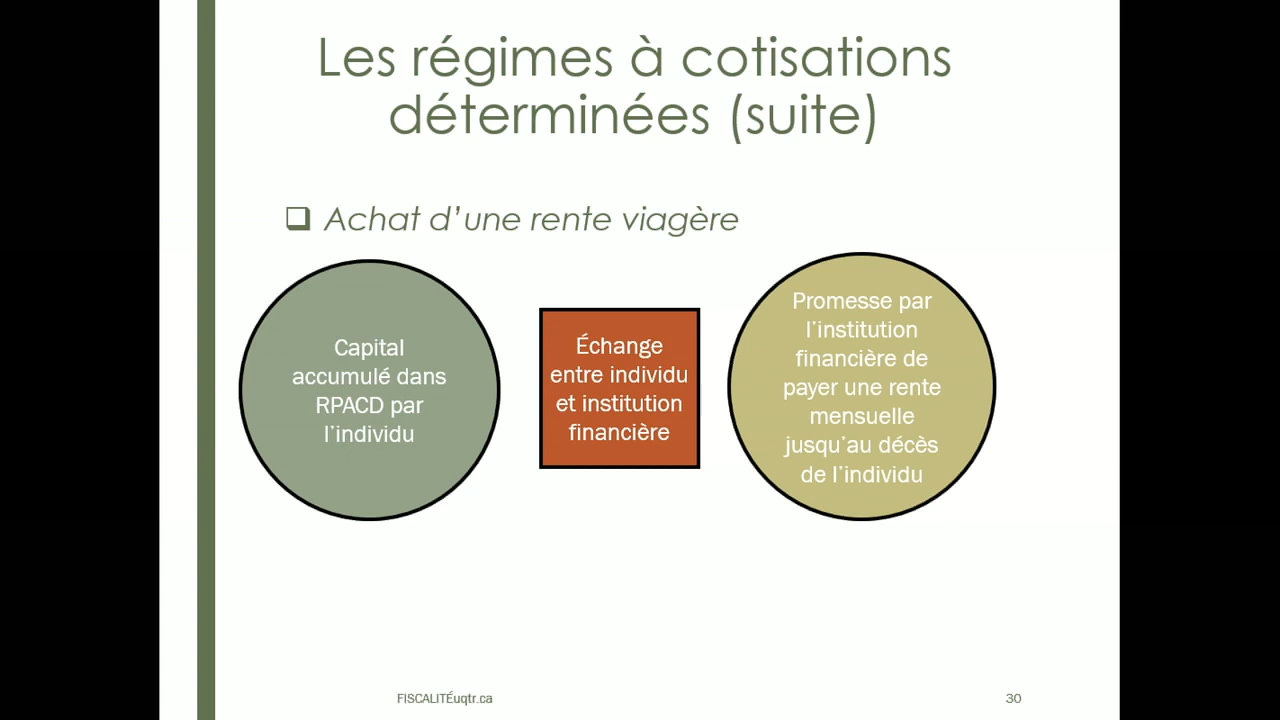 Les régimes à cotisations
déterminées (suite)
Achat d'une rente viagère
Capital
accumulé dans
RPACD par
l'individu
Échange
entre individu
et institution
financière
Promesse par
l'institution
financière de
payer une rente
mensuelle
jusqu'au décès
de l'individu
FISCALITÉuqtr.ca
30